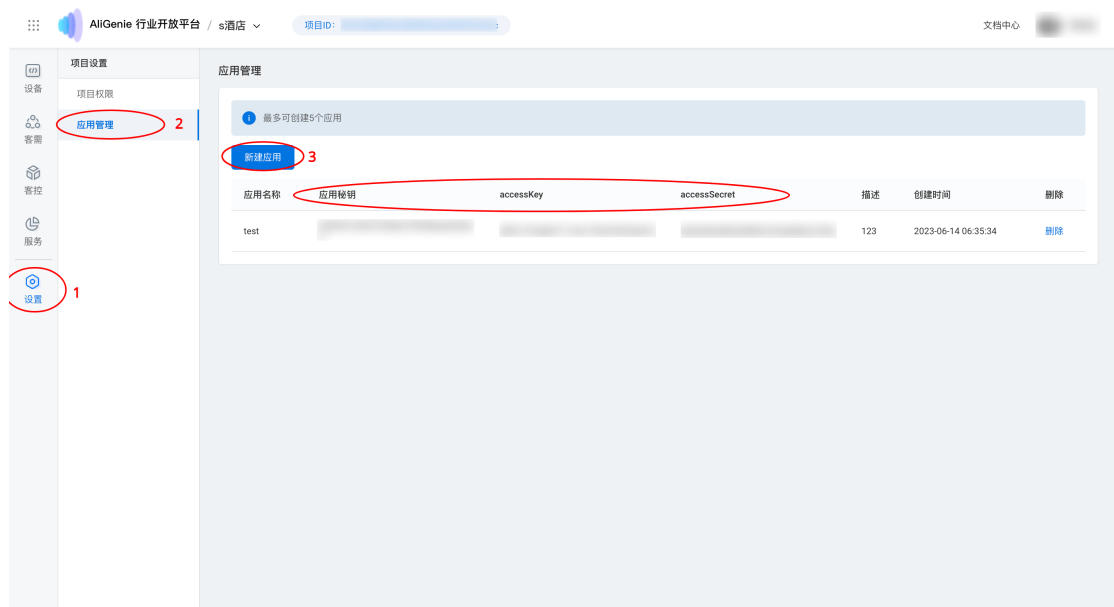 AliGenie 行业开放平台 / s酒店
项目ID:
文档中心
设备
客需
客控
服务
设置
1
项目设置
项目权限
应用管理
2
应用管理
最多可创建5个应用
新建应用
3
应用名称 应用秘钥 accessKey accessSecret 描述 创建时间 删除
test 123 2023-06-14 06:35:34 删除